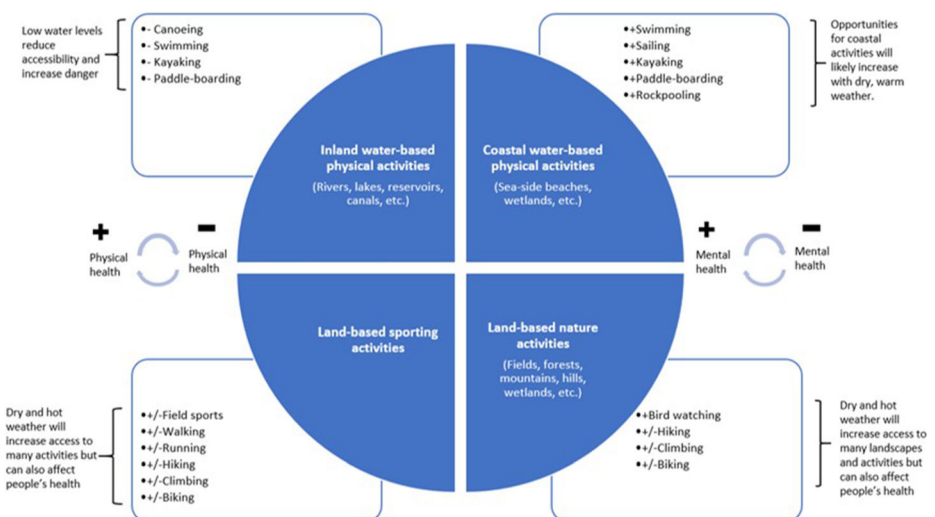 Low water levels
reduce
accessibility and
increase danger
•- Canoeing
•- Swimming
•- Kayaking
•- Paddle-boarding
•+Swimming
•+Sailing
•+Kayaking
•+Paddle-boarding
•+Rockpooling
Opportunities
for coastal
activities will
likely increase
with dry, warm
weather.
Inland water-based
physical activities
(Rivers, lakes, reservoirs,
canals, etc.)
Coastal water-based
physical activities
(Sea-side beaches,
wetlands, etc.)
+
Physical
health
-
Physical
health
+
Mental
health
-
Mental
health
Land-based sporting
activities
Land-based nature
activities
(Fields, forests,
mountains, hills,
wetlands, etc.)
Dry and hot
weather will
increase access to
many activities but
can also affect
people's health
•+/-Field sports
•+/-Walking
•+/-Running
•+/-Hiking
•+/-Climbing
•+/-Biking
•+Bird watching
•+/-Hiking
•+/-Climbing
•+/-Biking
Dry and hot
weather will
increase access to
many landscapes
and activities but
can also affect
people's health